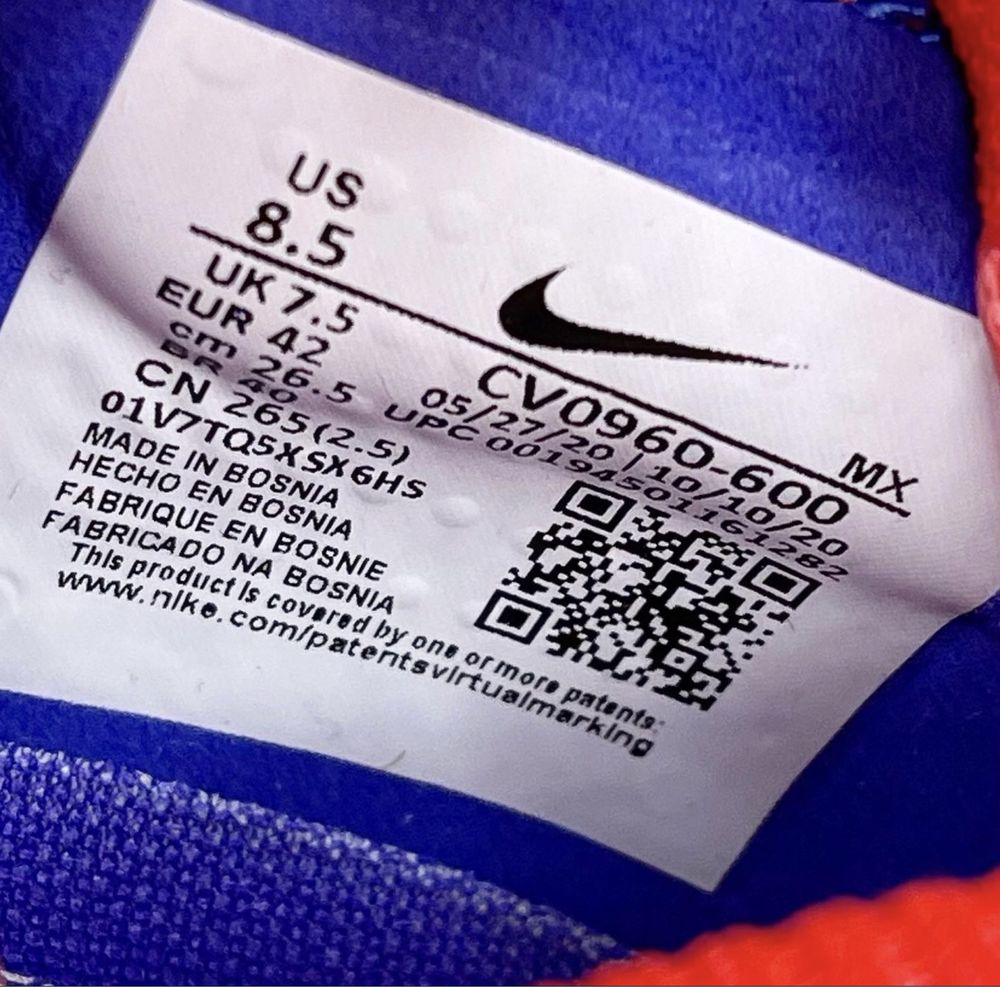 US
8.5
UK 7.5
EUR 42
cm 26.5
BR 40
CN 265(2.5)
01V7TQ5XSX6HS
MADE IN BOSNIA
HECHO EN BOSNIA
FABRIQUE EN BOSNIE
FABRICADO NA BOSNIA
This product is covered by one or more patents:
www.nike.com/patentsvirtualmarking
MX
CV0960-600
05/27/20 | 10/10/20
UPC 00194501161282